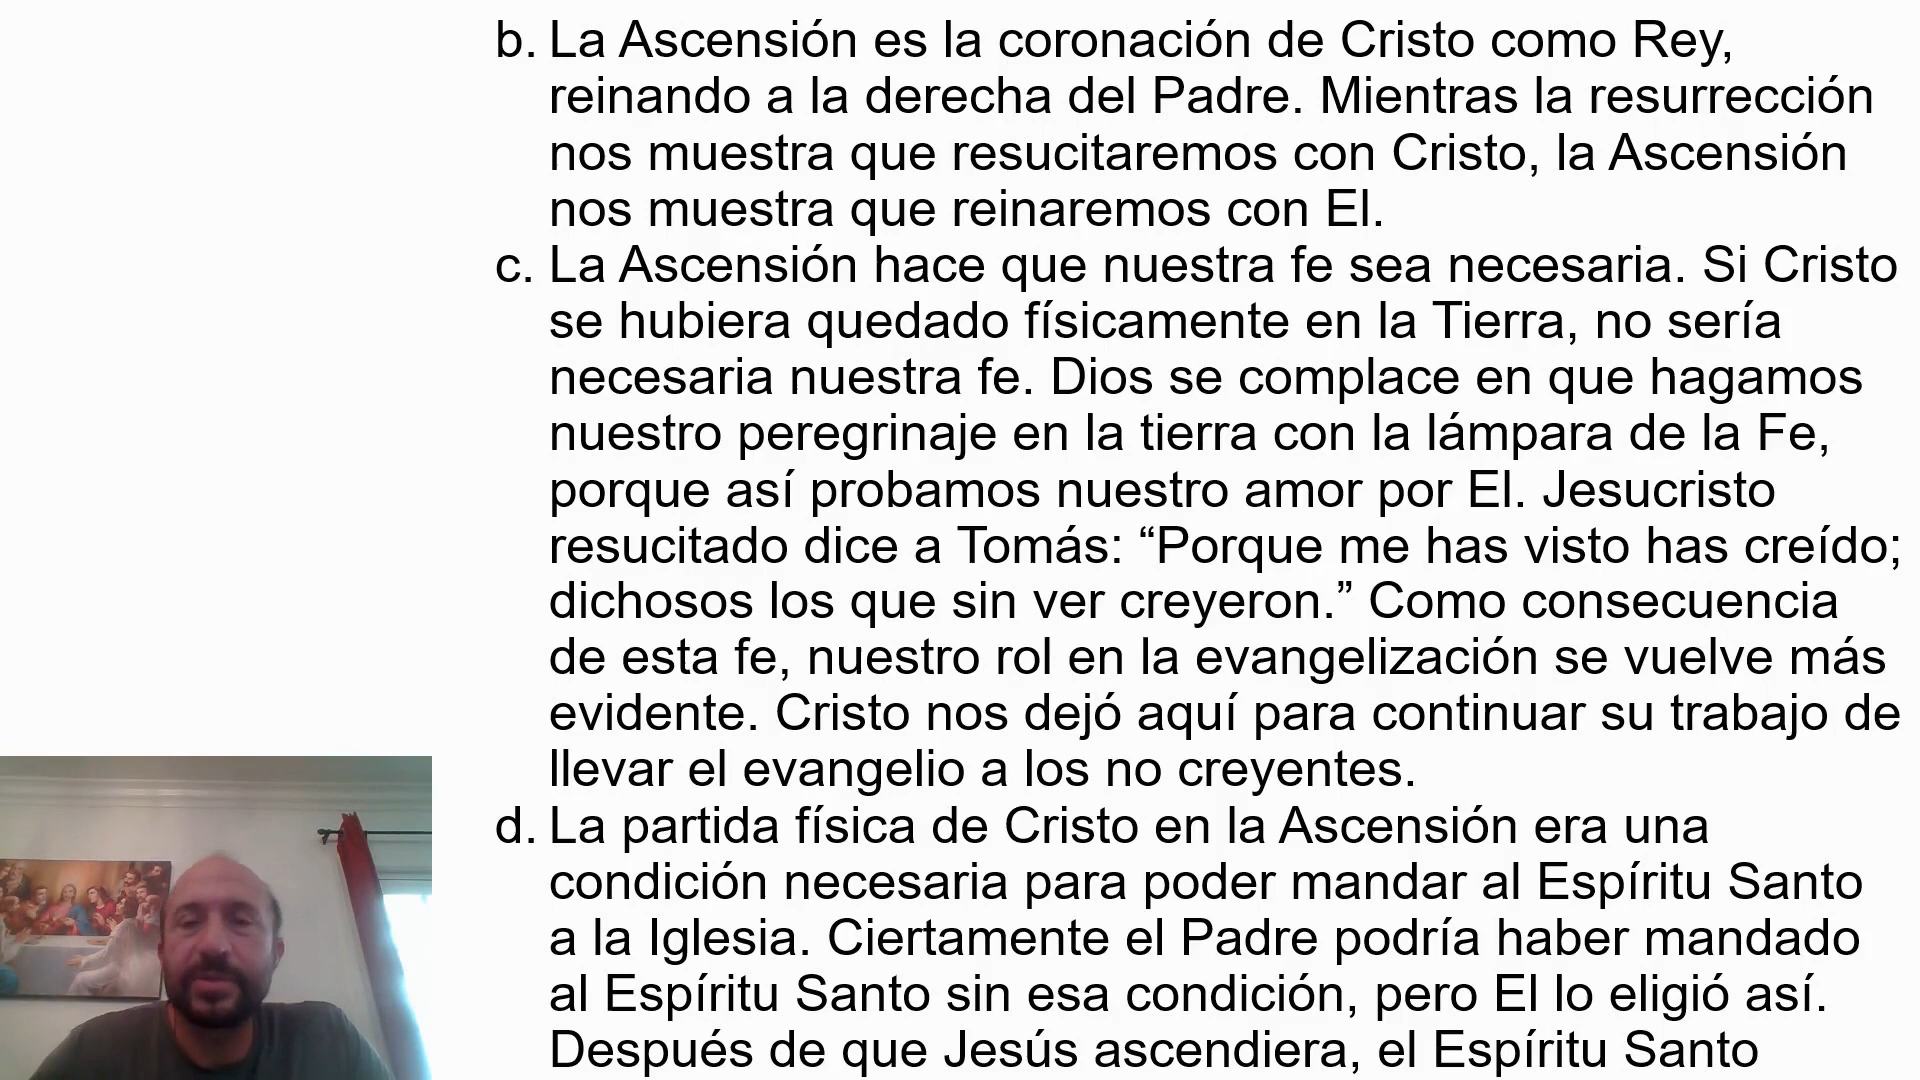 b. La Ascensión es la coronación de Cristo como Rey,
reinando a la derecha del Padre. Mientras la resurrección
nos muestra que resucitaremos con Cristo, la Ascensión
nos muestra que reinaremos con El.
c. La Ascensión hace que nuestra fe sea necesaria. Si Cristo
se hubiera quedado físicamente en la Tierra, no sería
necesaria nuestra fe. Dios se complace en que hagamos
nuestro peregrinaje en la tierra con la lámpara de la Fe,
porque así probamos nuestro amor por El. Jesucristo
resucitado dice a Tomás: “Porque me has visto has creído;
dichosos los que sin ver creyeron.” Como consecuencia
de esta fe, nuestro rol en la evangelización se vuelve más
evidente. Cristo nos dejó aquí para continuar su trabajo de
llevar el evangelio a los no creyentes.
d. La partida física de Cristo en la Ascensión era una
condición necesaria para poder mandar al Espíritu Santo
a la Iglesia. Ciertamente el Padre podría haber mandado
al Espíritu Santo sin esa condición, pero El lo eligió así.
Después de que Jesús ascendiera, el Espíritu Santo